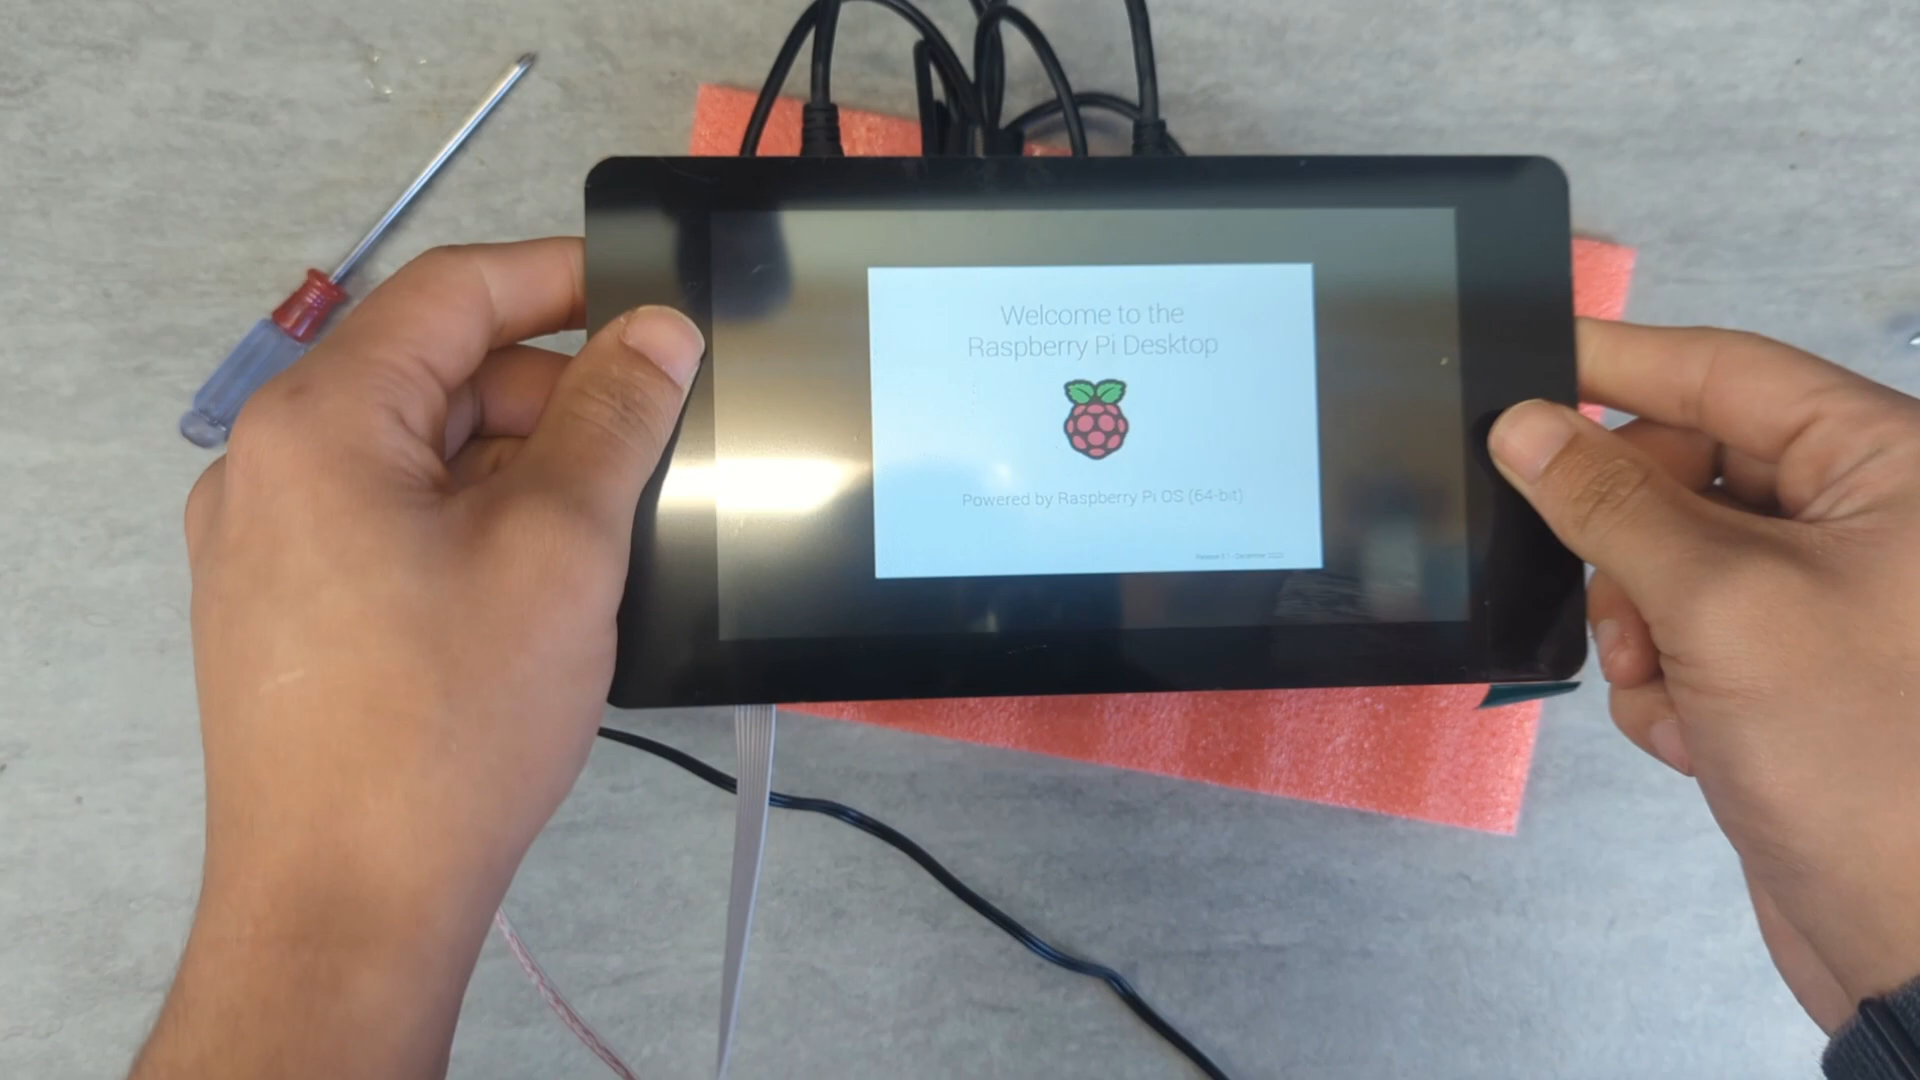 Welcome to the
Raspberry Pi Desktop
Powered by Raspberry Pi OS (64-bit)